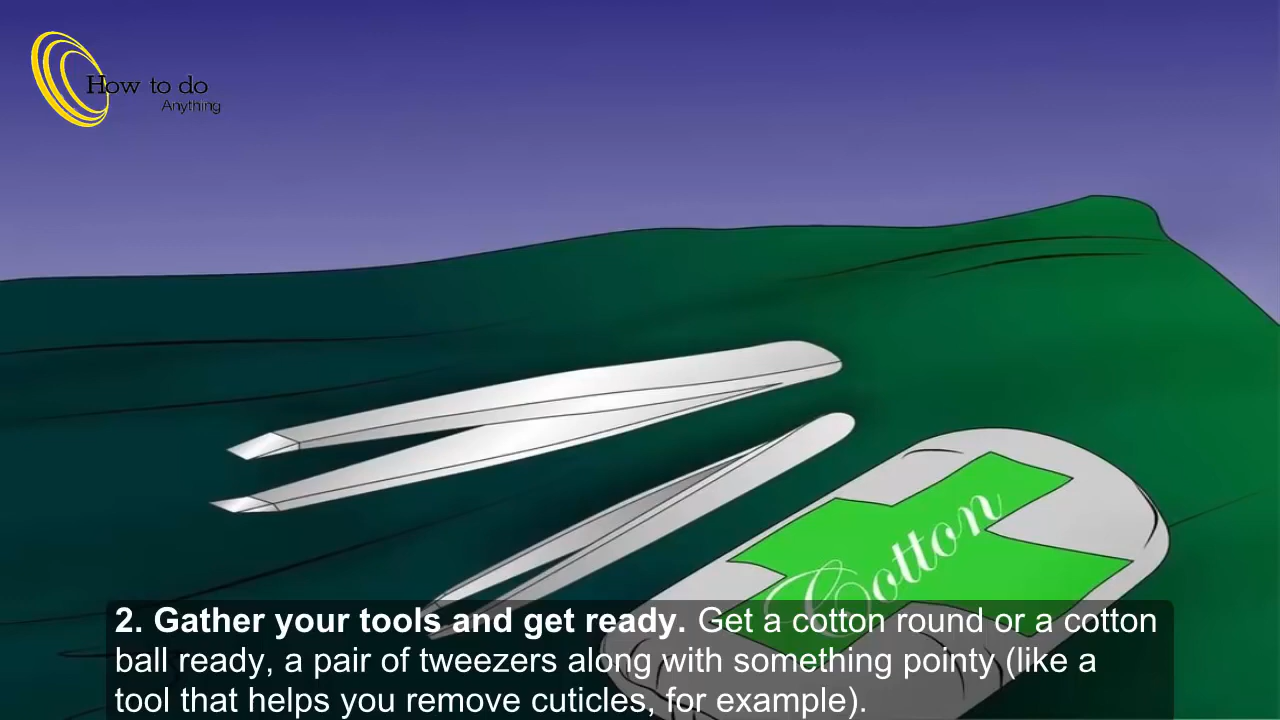 How to do
Anything
Cotton
2. Gather your tools and get ready. Get a cotton round or a cotton
ball ready, a pair of tweezers along with something pointy (like a
tool that helps you remove cuticles, for example).